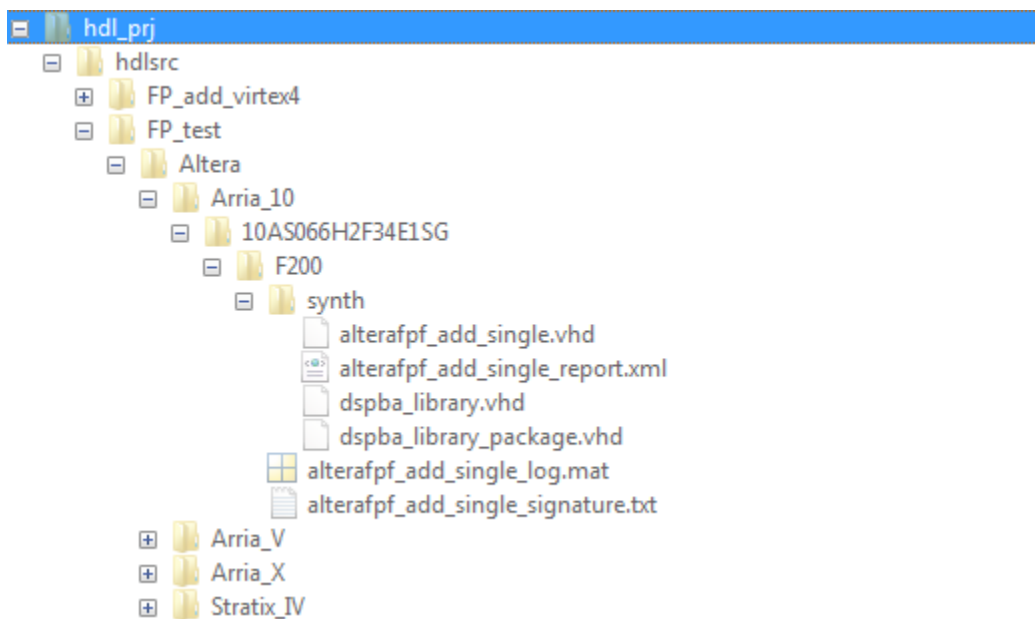 hdl_prj
hdlsrc
FP_add_virtex4
FP_test
Altera
Arria_10
10AS066H2F34E1SG
F200
synth
alterafpf_add_single.vhd
alterafpf_add_single_report.xml
dspba_library.vhd
dspba_library_package.vhd
alterafpf_add_single_log.mat
alterafpf_add_single_signature.txt
Arria_V
Arria_X
Stratix_IV